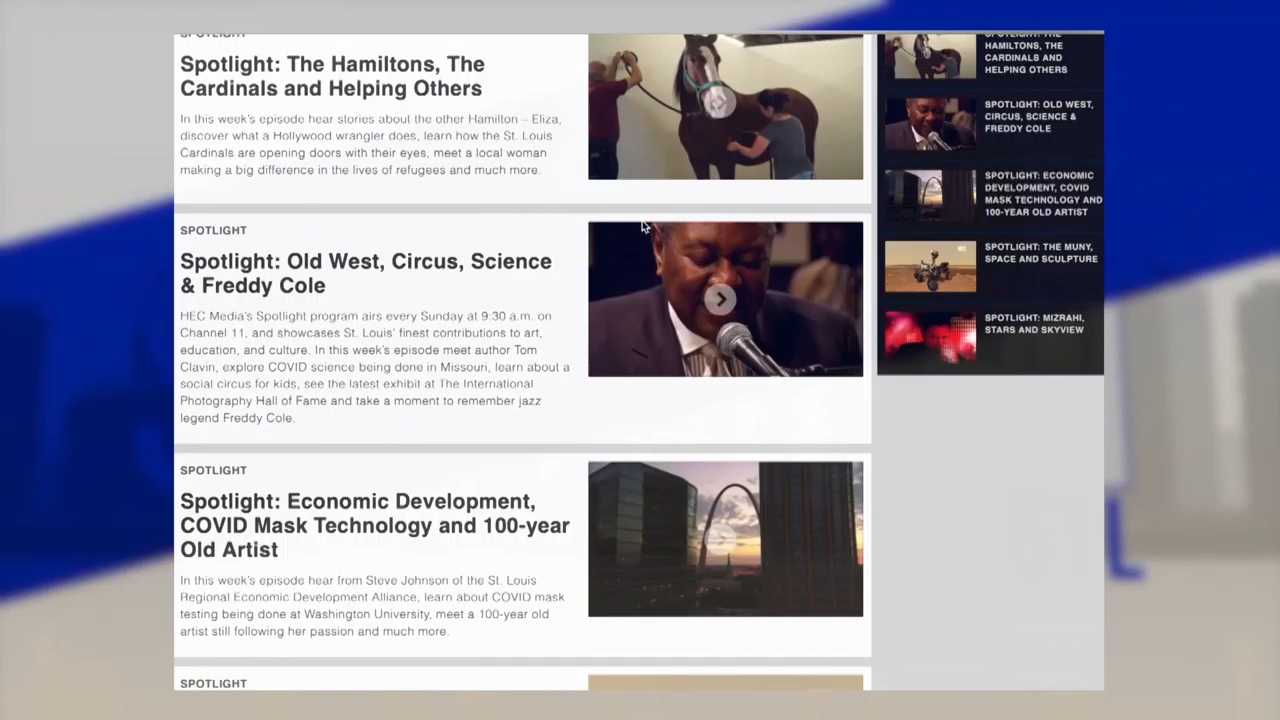 SPOTLIGHT
Spotlight: The Hamiltons, The
Cardinals and Helping Others
In this week's episode hear stories about the other Hamilton – Eliza,
discover what a Hollywood wrangler does, learn how the St. Louis
Cardinals are opening doors with their eyes, meet a local woman
making a big difference in the lives of refugees and much more.
SPOTLIGHT
Spotlight: Old West, Circus, Science
& Freddy Cole
HEC Media's Spotlight program airs every Sunday at 9:30 a.m. on
Channel 11, and showcases St. Louis' finest contributions to art,
education, and culture. In this week's episode meet author Tom
Clavin, explore COVID science being done in Missouri, learn about a
social circus for kids, see the latest exhibit at The International
Photography Hall of Fame and take a moment to remember jazz
legend Freddy Cole.
SPOTLIGHT
Spotlight: Economic Development,
COVID Mask Technology and 100-year
Old Artist
In this week's episode hear from Steve Johnson of the St. Louis
Regional Economic Development Alliance, learn about COVID mask
testing being done at Washington University, meet a 100-year old
artist still following her passion and much more.
SPOTLIGHT
SPOTLIGHT: THE
HAMILTONS, THE
CARDINALS AND
HELPING OTHERS
SPOTLIGHT: OLD WEST,
CIRCUS, SCIENCE &
FREDDY COLE
SPOTLIGHT: ECONOMIC
DEVELOPMENT, COVID
MASK TECHNOLOGY AND
100-YEAR OLD ARTIST
SPOTLIGHT: THE MUNY,
SPACE AND SCULPTURE
SPOTLIGHT: MIZRAHI,
STARS AND SKYVIEW